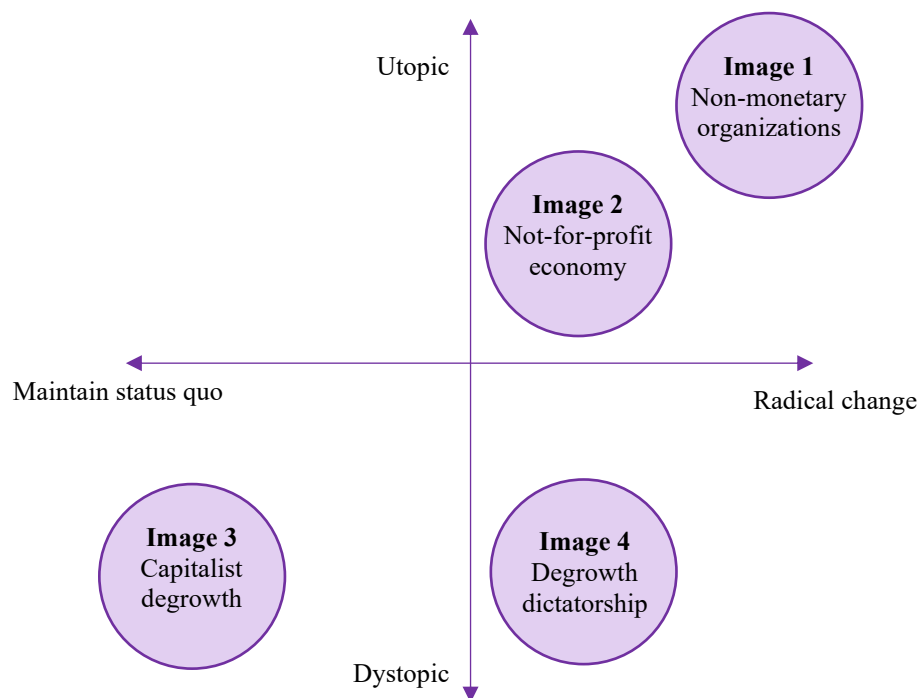 Utopic
Image 1
Non-monetary
organizations
Image 2
Not-for-profit
economy
Maintain status quo
Radical change
Image 3
Capitalist
degrowth
Image 4
Degrowth
dictatorship
Dystopic